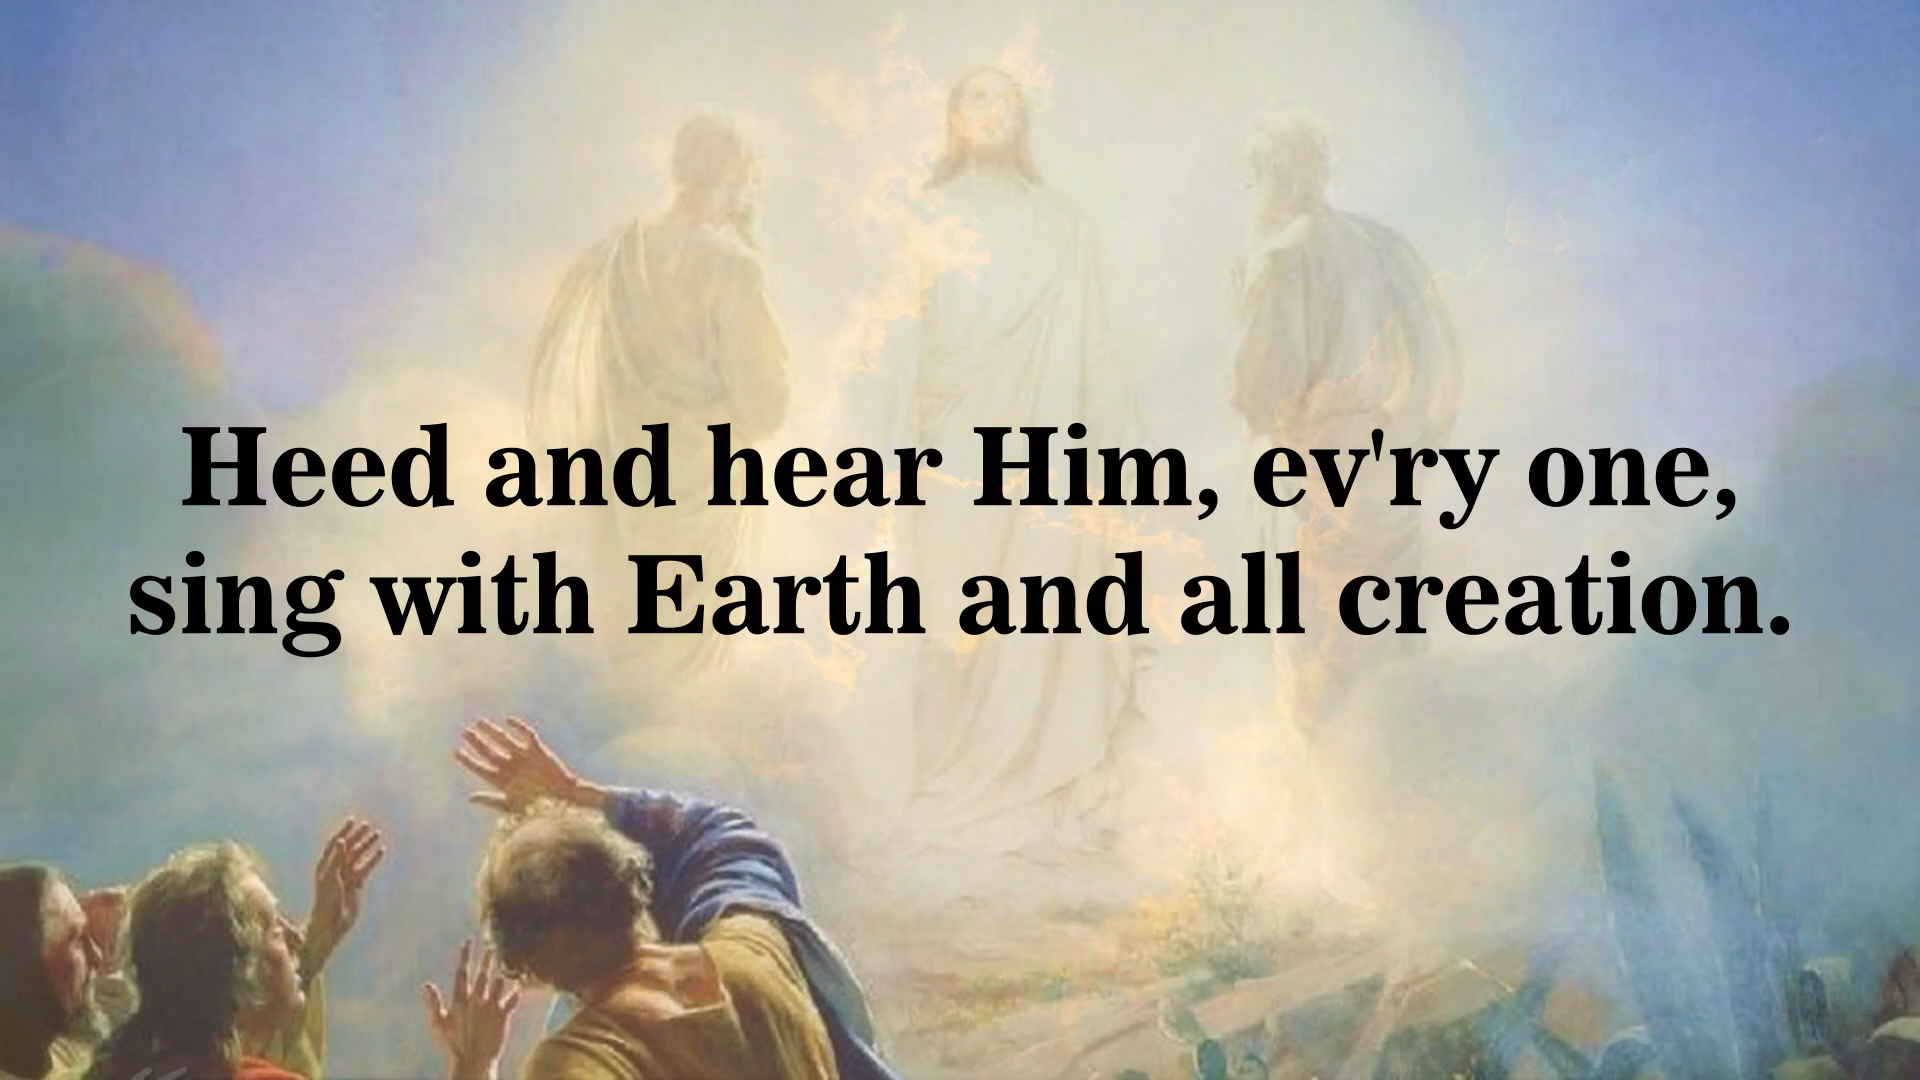 Heed and hear Him, ev'ry one,
sing with Earth and all creation.